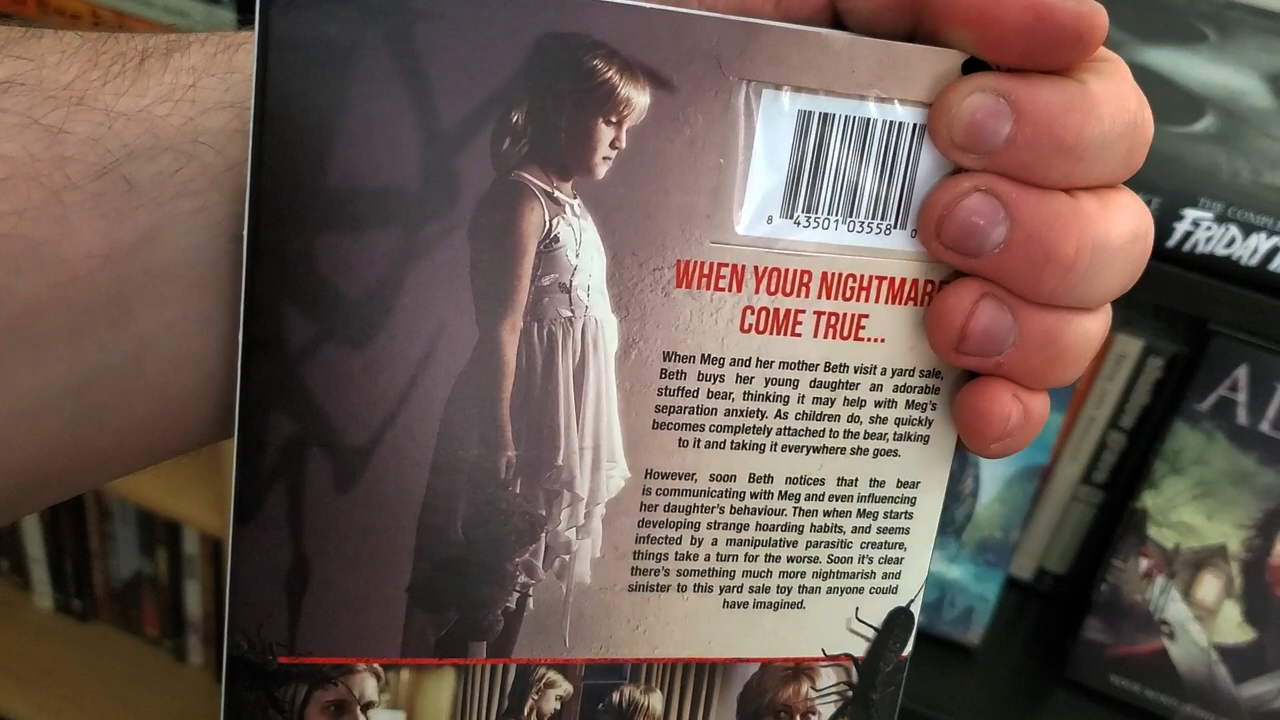 8 43501 03558 0
WHEN YOUR NIGHTMARE
COME TRUE...
When Meg and her mother Beth visit a yard sale,
Beth buys her young daughter an adorable
stuffed bear, thinking it may help with Meg's
separation anxiety. As children do, she quickly
becomes completely attached to the bear, talking
to it and taking it everywhere she goes.
However, soon Beth notices that the bear
is communicating with Meg and even influencing
her daughter's behaviour. Then when Meg starts
developing strange hoarding habits, and seems
infected by a manipulative parasitic creature,
things take a turn for the worse. Soon it's clear
there's something much more nightmarish and
sinister to this yard sale toy than anyone could
have imagined.
THE COMPL
FRIDAY